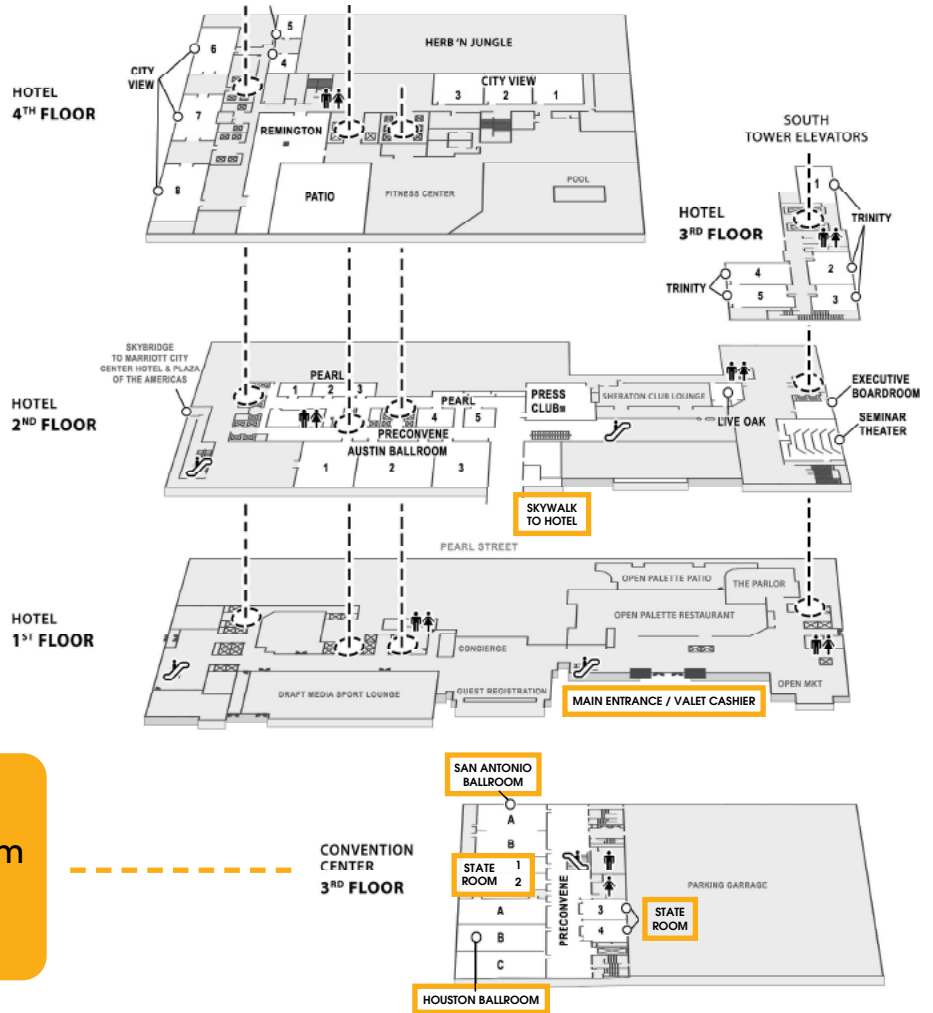 5
HERB 'N JUNGLE
6
4
CITY
VIEW
CITY VIEW
3 2 1
HOTEL
4TH FLOOR
7
REMINGTON
SOUTH
TOWER ELEVATORS
8
PATIO
FITNESS CENTER
POOL
1
HOTEL
3RD FLOOR
TRINITY
4
2
TRINITY
5
3
SKYBRIDGE
TO MARRIOTT CITY
CENTER HOTEL & PLAZA
OF THE AMERICAS
PEARL
1 2 3
PEARL
4 5
PRESS
CLUB
SHERATON CLUB LOUNGE
EXECUTIVE
BOARDROOM
HOTEL
2ND FLOOR
PRECONVENE
LIVE OAK
SEMINAR
THEATER
AUSTIN BALLROOM
1 2 3
SKYWALK
TO HOTEL
PEARL STREET
OPEN PALETTE PATIO
THE PARLOR
HOTEL
1ST FLOOR
OPEN PALETTE RESTAURANT
CONCIERGE
DRAFT MEDIA SPORT LOUNGE
GUEST REGISTRATION
MAIN ENTRANCE / VALET CASHIER
OPEN MKT
SAN ANTONIO
BALLROOM
A
m
CONVENTION
CENTER
3RD FLOOR
B
STATE
ROOM
1
2
PRECONVENE
PARKING GARRAGE
A
3
STATE
ROOM
B
4
C
HOUSTON BALLROOM